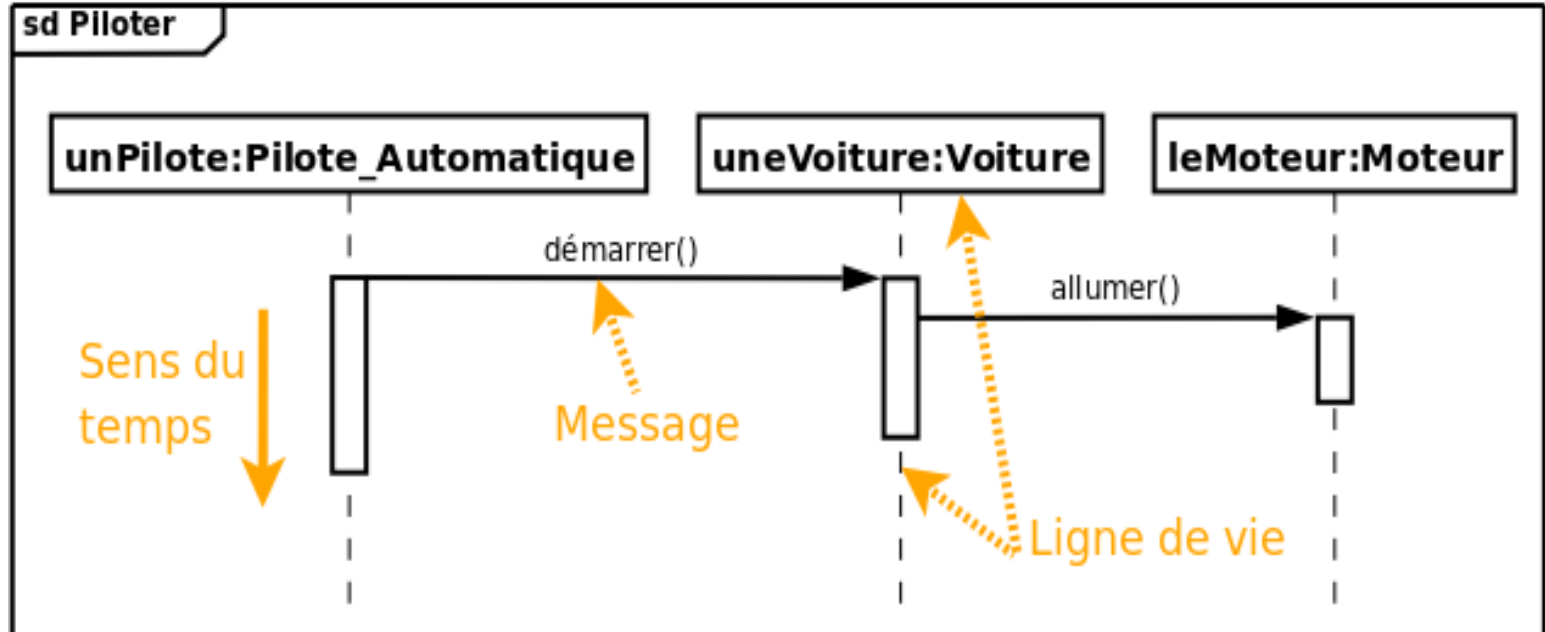 sd Piloter
unPilote:Pilote_Automatique
uneVoiture:Voiture
leMoteur:Moteur
démarrer()
allumer()
Sens du
temps
Message
Ligne de vie